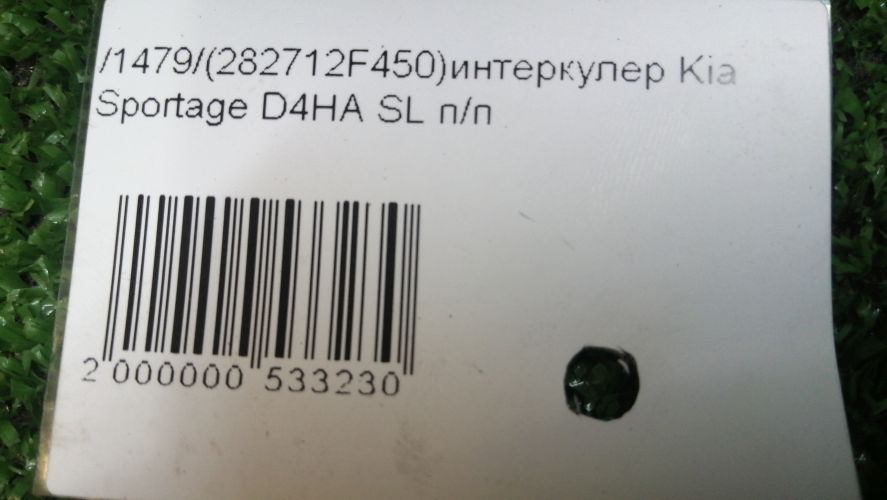 /1479/(282712F450)интеркулер Kia
Sportage D4HA SL п/п
2 000000 533230